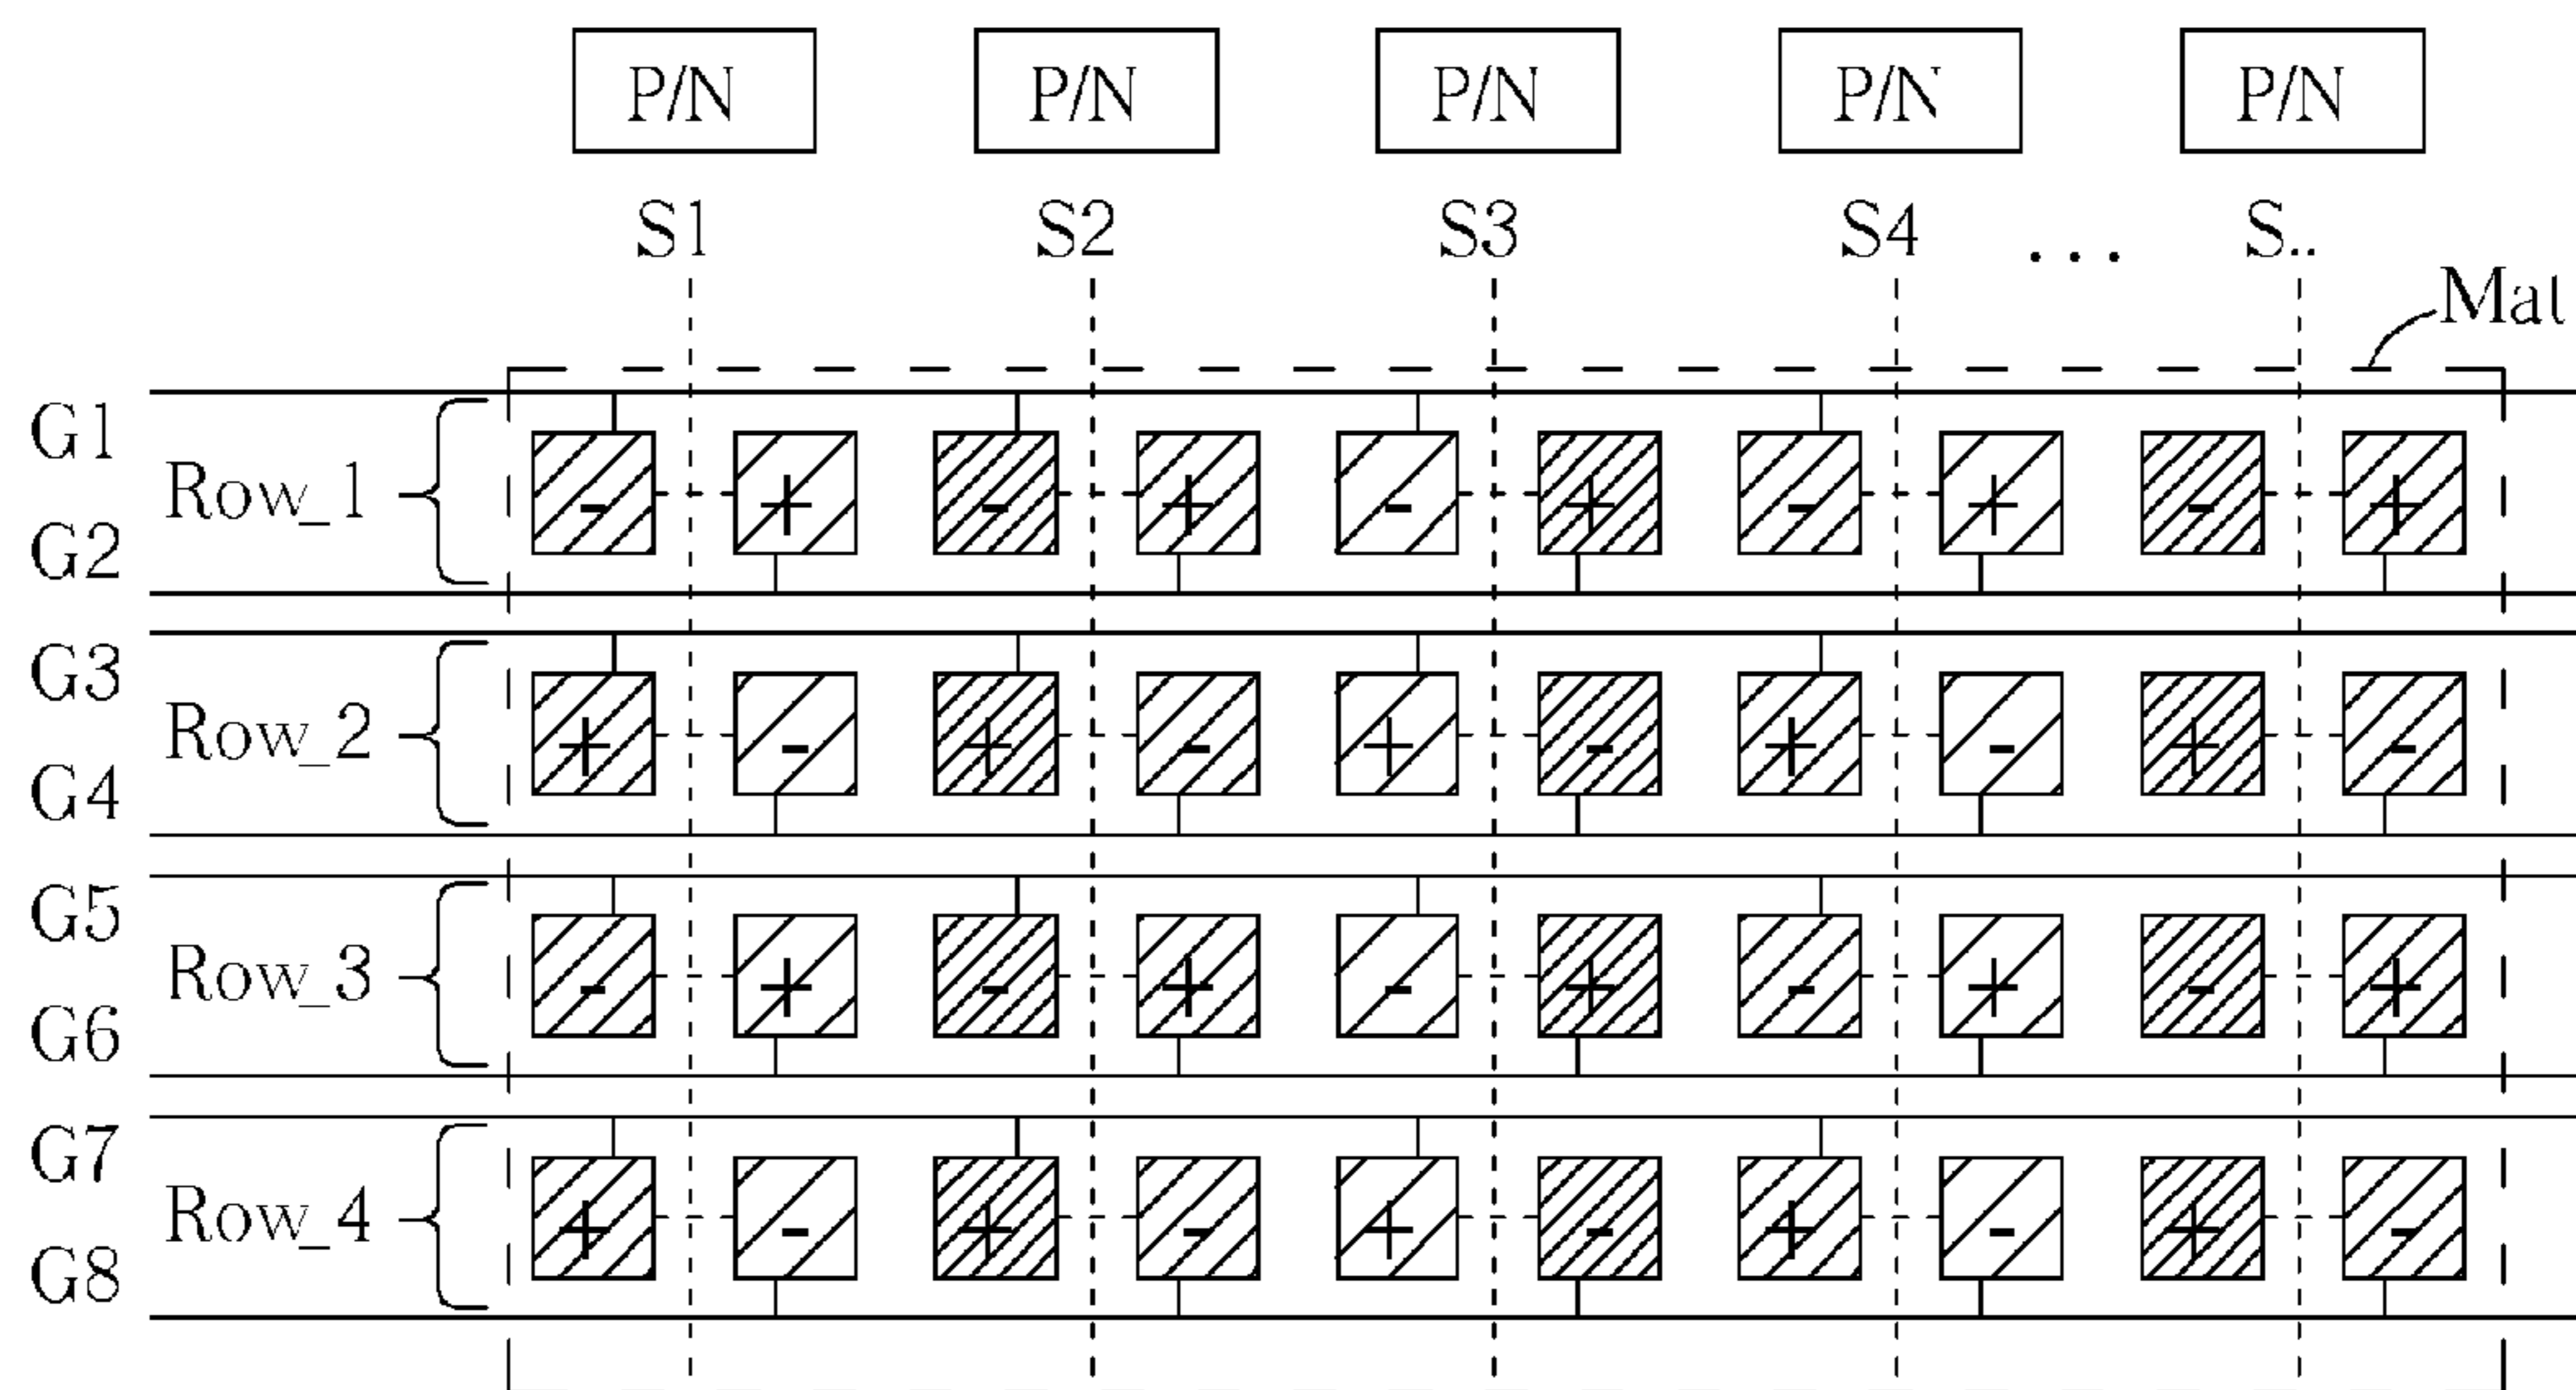 P/N P/N P/N P/N P/N
S1 S2 S3 S4 ... S..
Mat
G1
Row_1 - + - + - + - + - +
G2
G3
Row_2 + - + - + - + - + -
G4
G5
Row_3 - + - + - + - + - +
G6
G7
Row_4 + - + - + - + - + -
G8